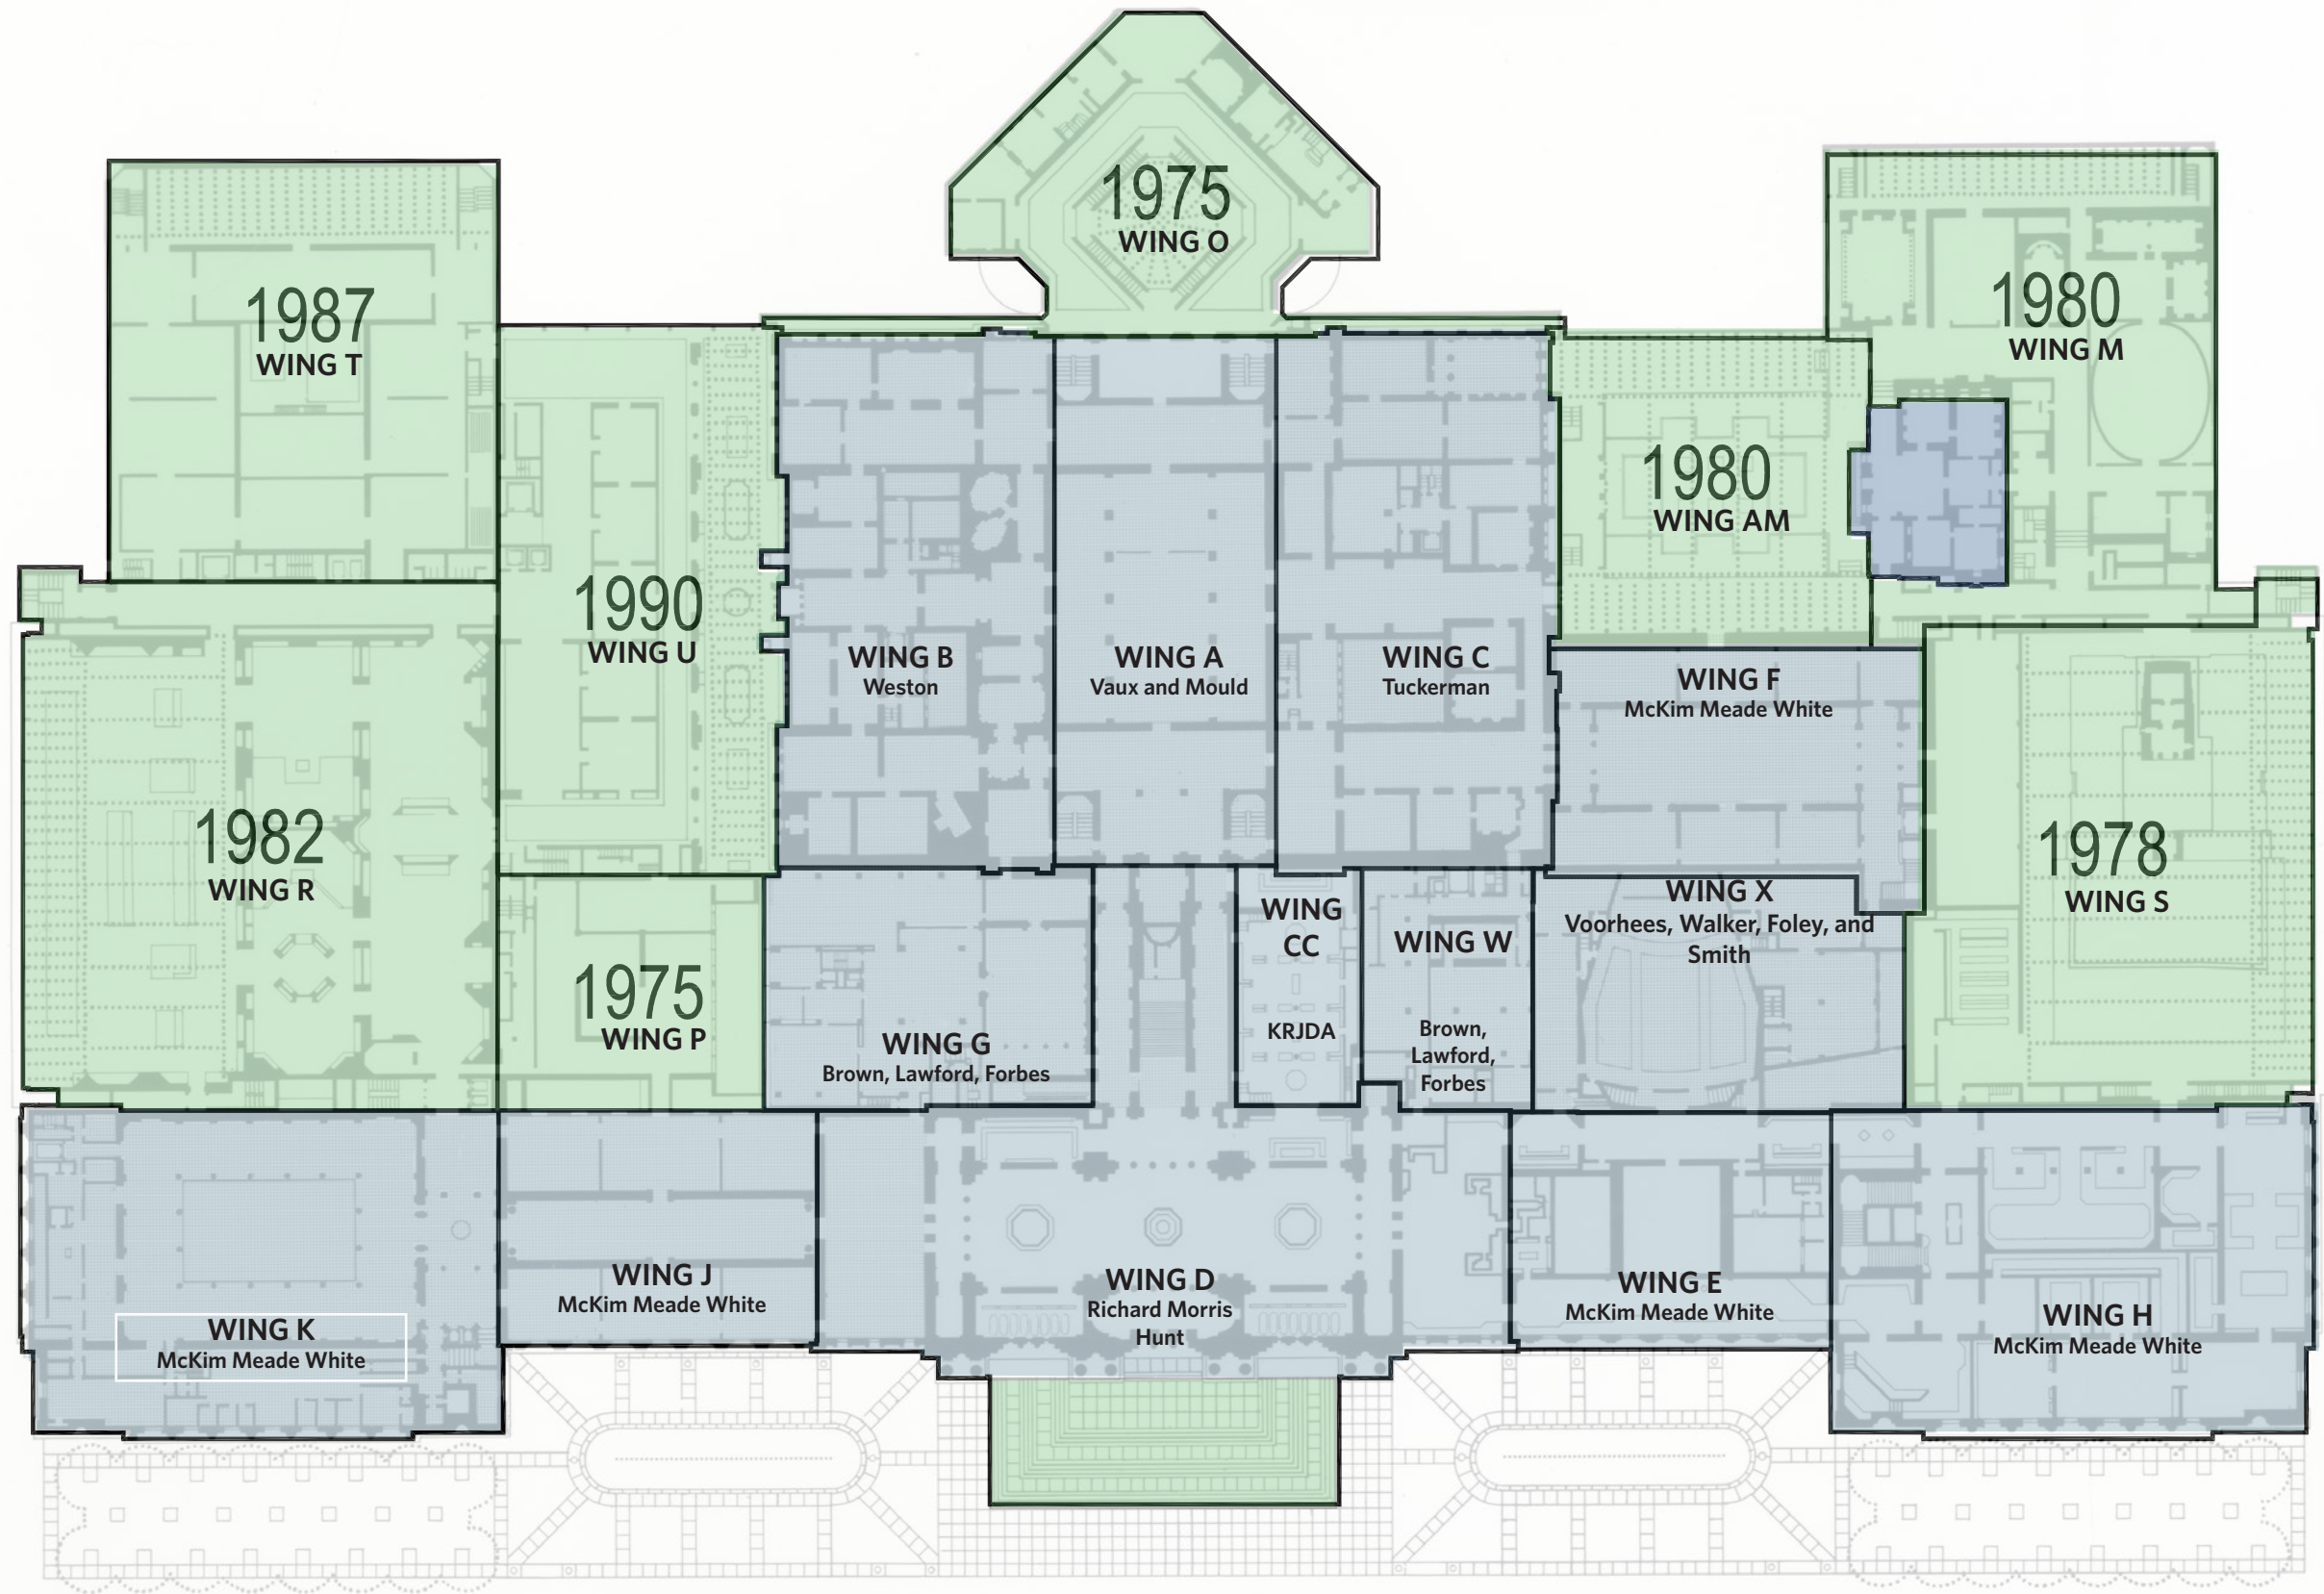 1975
WING O
1987
WING T
1980
WING M
1990
WING U
1980
WING AM
WING B
Weston
WING A
Vaux and Mould
WING C
Tuckerman
WING F
McKim Meade White
1982
WING R
1978
WING S
1975
WING P
WING G
Brown, Lawford, Forbes
WING
CC
KRJDA
WING W
Brown,
Lawford,
Forbes
WING X
Voorhees, Walker, Foley, and
Smith
WING K
McKim Meade White
WING J
McKim Meade White
WING D
Richard Morris
Hunt
WING E
McKim Meade White
WING H
McKim Meade White